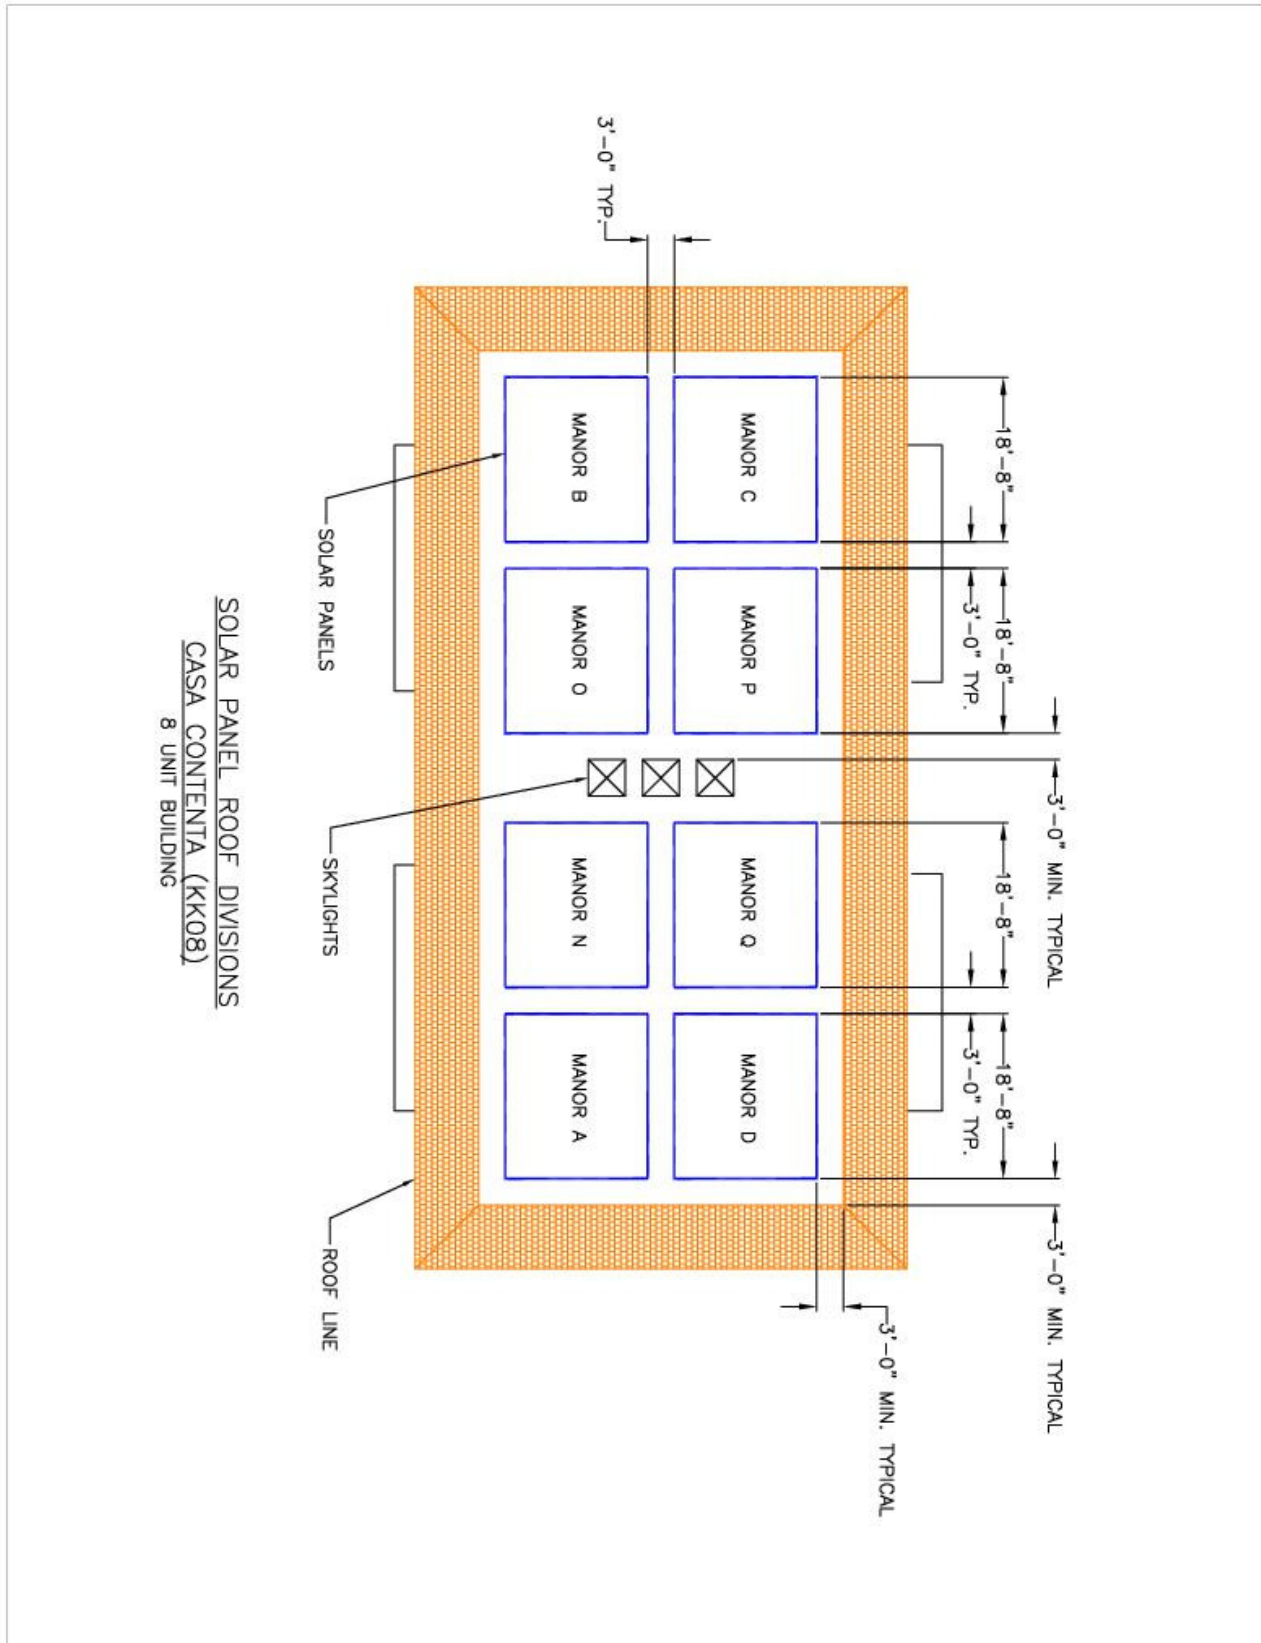 3'-0" MIN. TYPICAL
3'-0" MIN. TYPICAL
18'-8"
18'-8"
18'-8"
18'-8"
3'-0" TYP.
3'-0" TYP.
3'-0" MIN. TYPICAL
MANOR C
MANOR P
MANOR Q
MANOR D
3'-0" TYP.
MANOR B
MANOR O
MANOR N
MANOR A
SOLAR PANELS
SKYLIGHTS
ROOF LINE
SOLAR PANEL ROOF DIVISIONS
CASA CONTENTA (KK08)
8 UNIT BUILDING